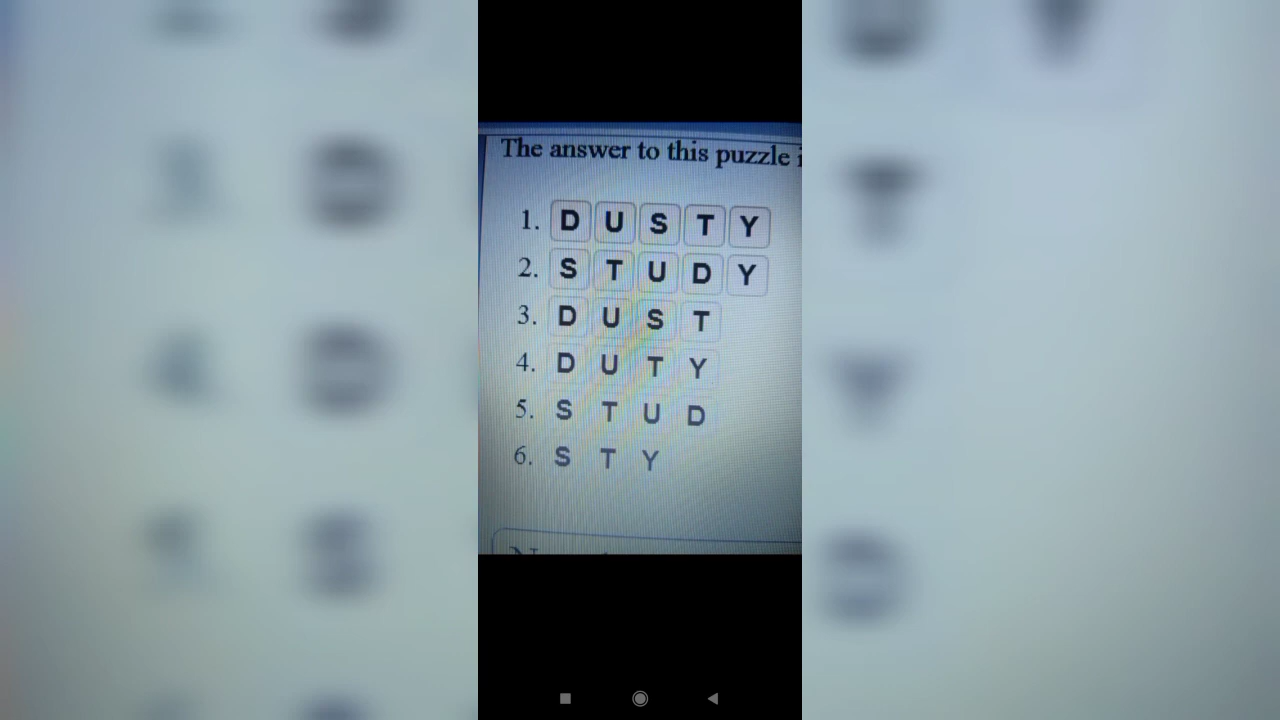 The answer to this puzzle
1. D U S T Y
2. S T U D Y
3. D U S T
4. D U T Y
5. S T U D
6. S T Y